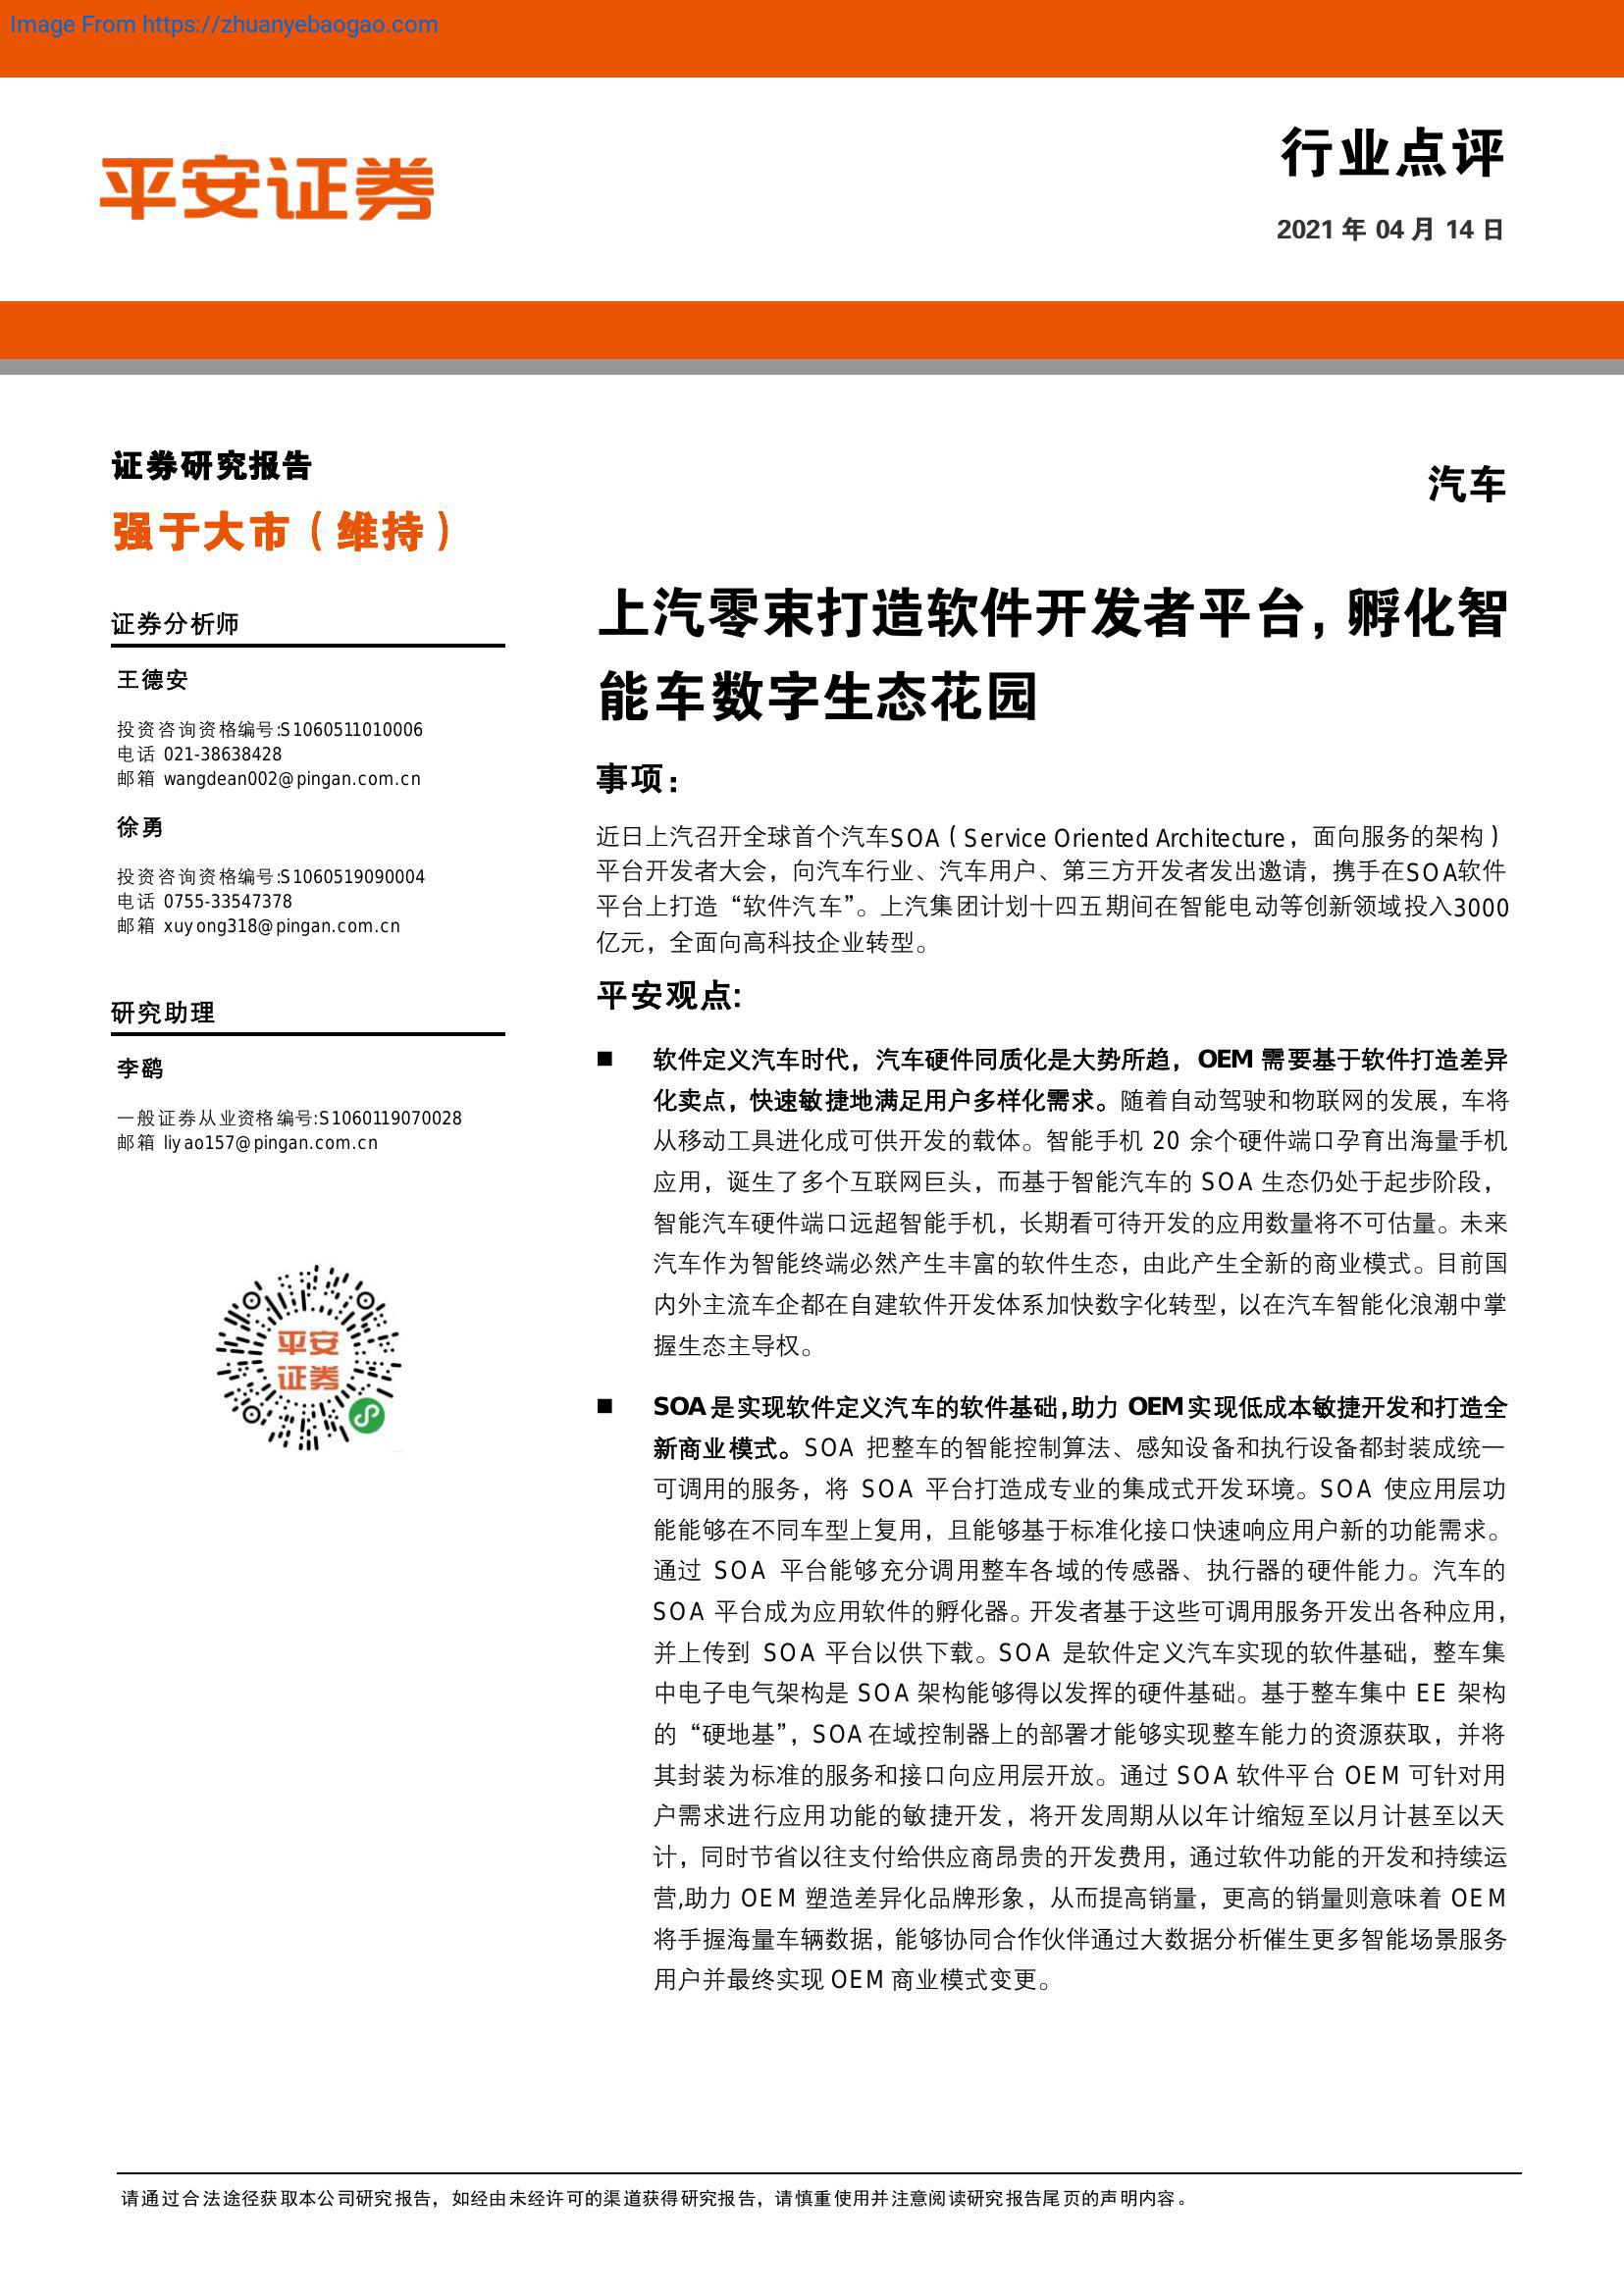 Image From https://zhuanyebaogao.com
平安证券
行业点评
2021 年 04 月 14 日
证券研究报告
强于大市（维持）
证券分析师
王德安
投资咨询资格编号:S1060511010006
电话 021-38638428
邮箱 wangdean002@pingan.com.cn
徐勇
投资咨询资格编号:S1060519090004
电话 0755-33547378
邮箱 xuyong318@pingan.com.cn
研究助理
李鹞
一般证券从业资格编号:S1060119070028
邮箱 liyao157@pingan.com.cn
平安
证券
汽车
上汽零束打造软件开发者平台，孵化智
能车数字生态花园
事项：
近日上汽召开全球首个汽车SOA（Service Oriented Architecture，面向服务的架构）
平台开发者大会，向汽车行业、汽车用户、第三方开发者发出邀请，携手在SOA软件
平台上打造“软件汽车”。上汽集团计划十四五期间在智能电动等创新领域投入3000
亿元，全面向高科技企业转型。
平安观点:
■ 软件定义汽车时代，汽车硬件同质化是大势所趋，OEM 需要基于软件打造差异
化卖点，快速敏捷地满足用户多样化需求。随着自动驾驶和物联网的发展，车将
从移动工具进化成可供开发的载体。智能手机 20 余个硬件端口孕育出海量手机
应用，诞生了多个互联网巨头，而基于智能汽车的 SOA 生态仍处于起步阶段，
智能汽车硬件端口远超智能手机，长期看可待开发的应用数量将不可估量。未来
汽车作为智能终端必然产生丰富的软件生态，由此产生全新的商业模式。目前国
内外主流车企都在自建软件开发体系加快数字化转型，以在汽车智能化浪潮中掌
握生态主导权。
■ SOA 是实现软件定义汽车的软件基础,助力 OEM 实现低成本敏捷开发和打造全
新商业模式。SOA 把整车的智能控制算法、感知设备和执行设备都封装成统一
可调用的服务，将 SOA 平台打造成专业的集成式开发环境。SOA 使应用层功
能能够在不同车型上复用，且能够基于标准化接口快速响应用户新的功能需求。
通过 SOA 平台能够充分调用整车各域的传感器、执行器的硬件能力。汽车的
SOA 平台成为应用软件的孵化器。开发者基于这些可调用服务开发出各种应用，
并上传到 SOA 平台以供下载。SOA 是软件定义汽车实现的软件基础，整车集
中电子电气架构是 SOA 架构能够得以发挥的硬件基础。基于整车集中 EE 架构
的“硬地基”，SOA 在域控制器上的部署才能够实现整车能力的资源获取，并将
其封装为标准的服务和接口向应用层开放。通过 SOA 软件平台 OEM 可针对用
户需求进行应用功能的敏捷开发，将开发周期从以年计缩短至以月计甚至以天
计，同时节省以往支付给供应商昂贵的开发费用，通过软件功能的开发和持续运
营,助力 OEM 塑造差异化品牌形象，从而提高销量，更高的销量则意味着 OEM
将手握海量车辆数据，能够协同合作伙伴通过大数据分析催生更多智能场景服务
用户并最终实现 OEM 商业模式变更。
请通过合法途径获取本公司研究报告，如经由未经许可的渠道获得研究报告，请慎重使用并注意阅读研究报告尾页的声明内容。